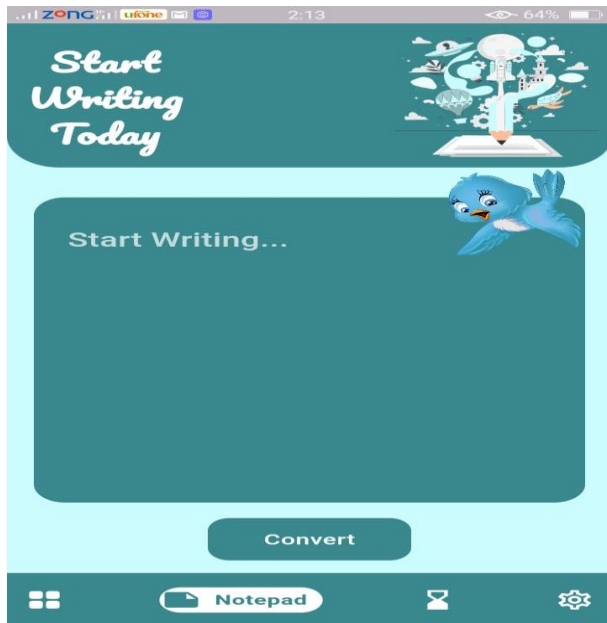 ZONG ufone 2:13 64%
Start
Writing
Today
Start Writing...
Convert
Notepad